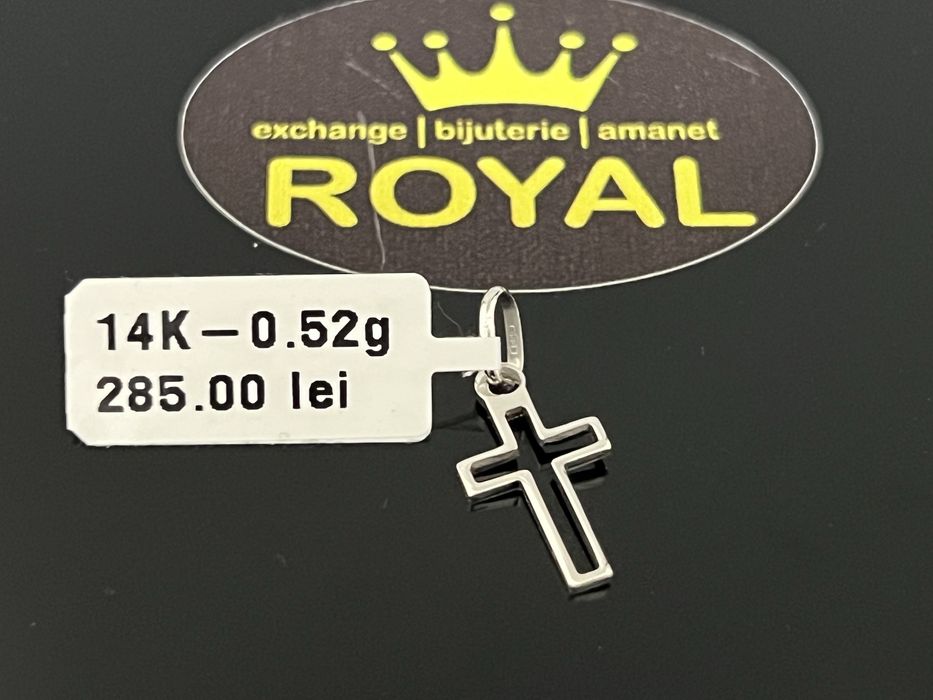 exchange | bijuterie | amanet
ROYAL
14K-0.52g
285.00 lei